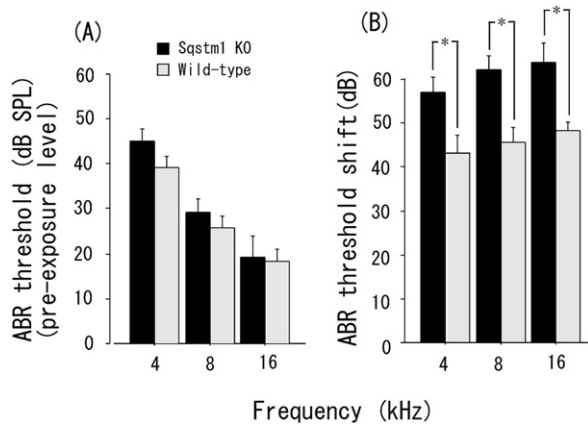 (A)
Sqstm1 KO
Wild-type
ABR threshold (dB SPL)
(pre-exposure level)
60
50
40
30
20
10
0
4 8 16
(B)
ABR threshold shift(dB)
60
50
40
30
20
10
0
* * *
4 8 16
Frequency (kHz)